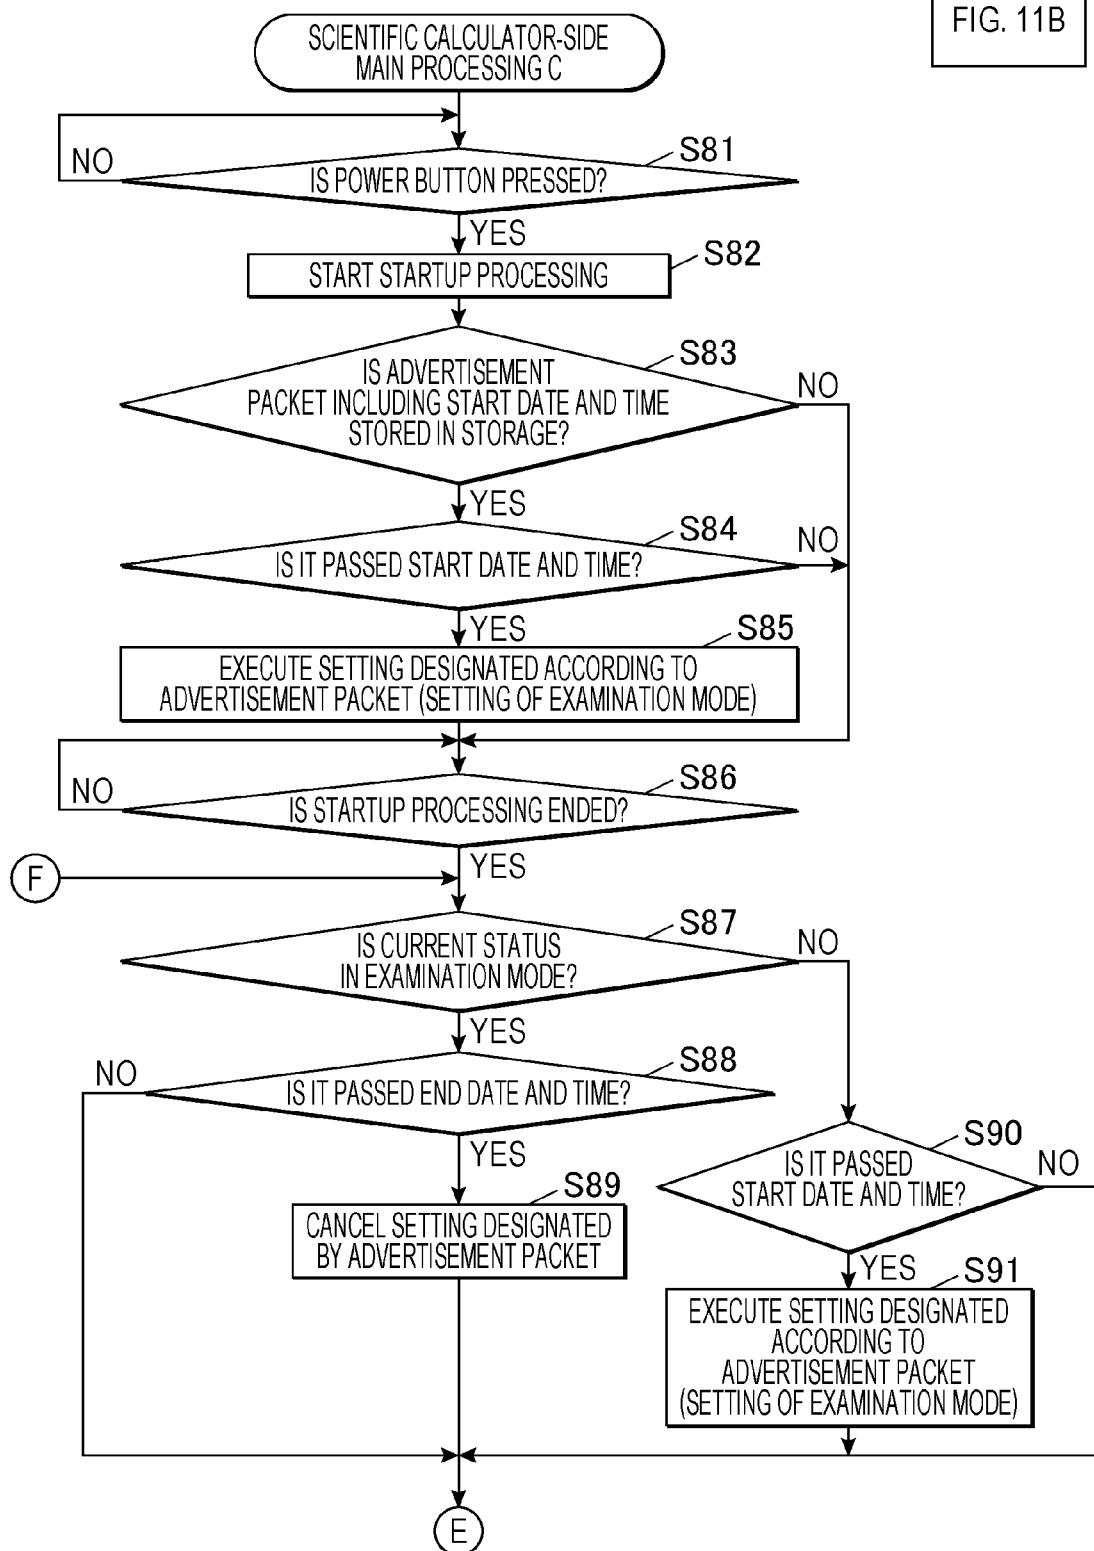 FIG. 11B
SCIENTIFIC CALCULATOR-SIDE
MAIN PROCESSING C
S81
NO
IS POWER BUTTON PRESSED?
YES
S82
START STARTUP PROCESSING
S83
IS ADVERTISEMENT
PACKET INCLUDING START DATE AND TIME
STORED IN STORAGE?
NO
YES
S84
IS IT PASSED START DATE AND TIME?
NO
YES
S85
EXECUTE SETTING DESIGNATED ACCORDING TO
ADVERTISEMENT PACKET (SETTING OF EXAMINATION MODE)
S86
NO
IS STARTUP PROCESSING ENDED?
YES
F
S87
IS CURRENT STATUS
IN EXAMINATION MODE?
NO
YES
S88
NO
IS IT PASSED END DATE AND TIME?
YES
S89
CANCEL SETTING DESIGNATED
BY ADVERTISEMENT PACKET
S90
IS IT PASSED
START DATE AND TIME?
NO
YES
S91
EXECUTE SETTING DESIGNATED
ACCORDING TO
ADVERTISEMENT PACKET
(SETTING OF EXAMINATION MODE)
E